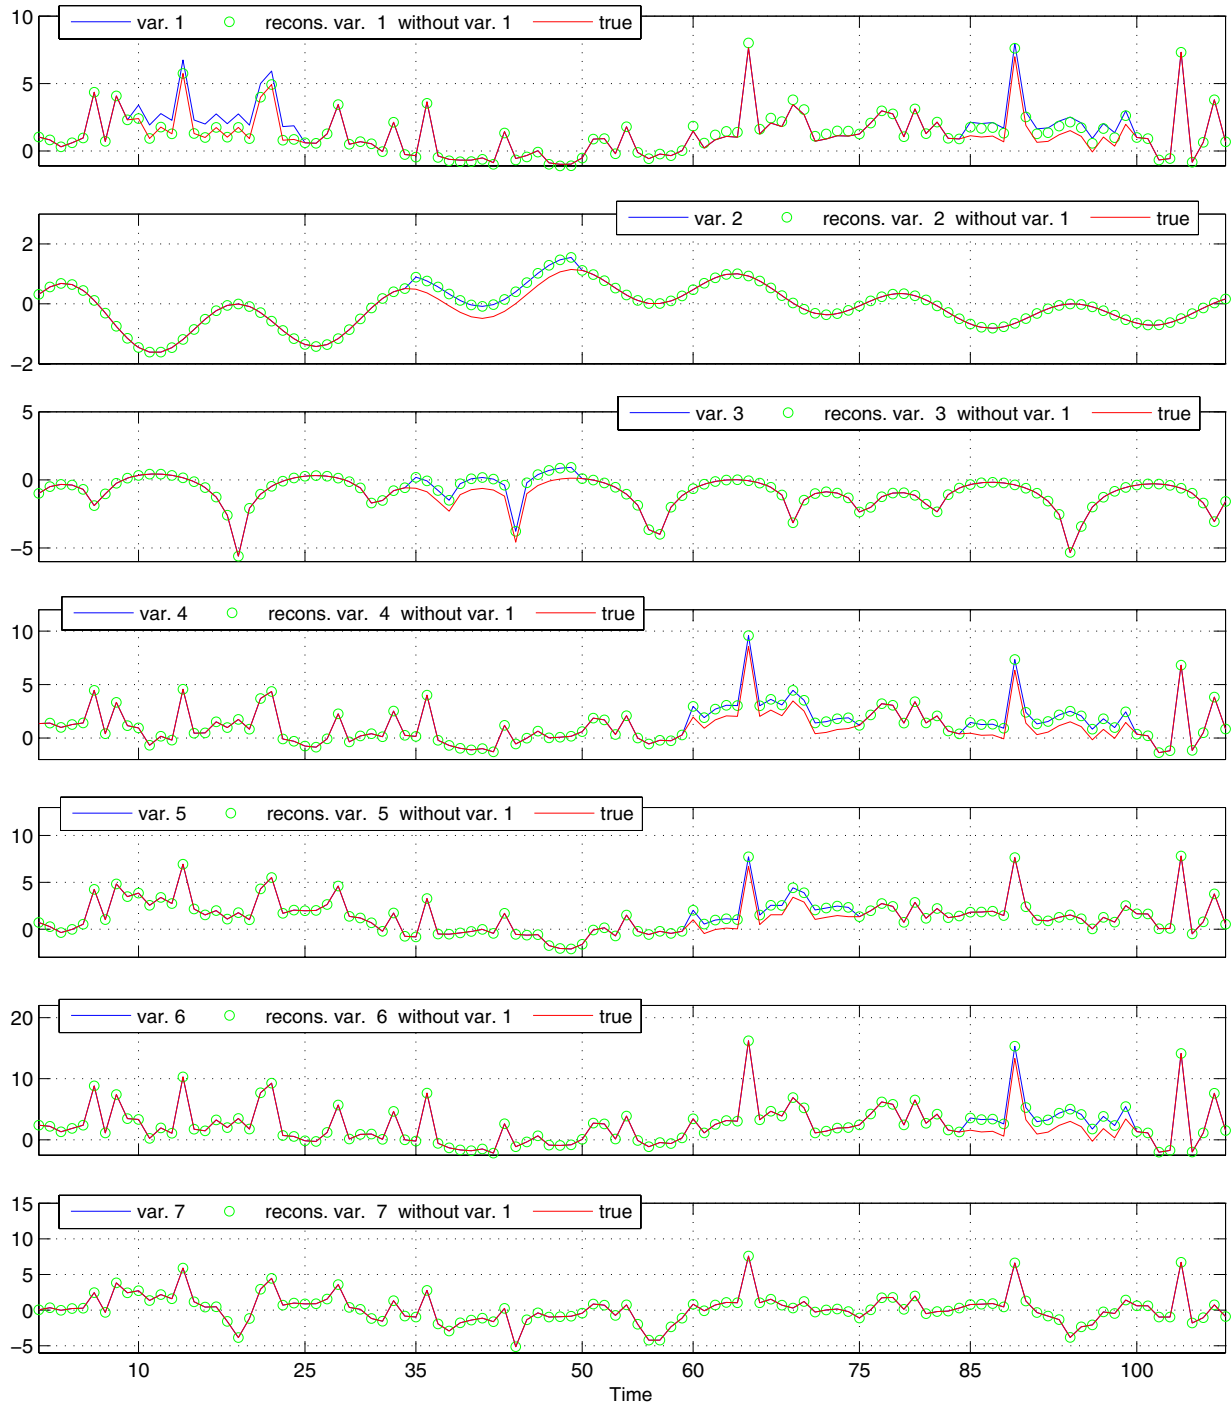 var. 1 recons. var. 1 without var. 1 true
10
5
0
var. 2 recons. var. 2 without var. 1 true
2
0
−2
var. 3 recons. var. 3 without var. 1 true
5
0
−5
var. 4 recons. var. 4 without var. 1 true
10
5
0
var. 5 recons. var. 5 without var. 1 true
10
5
0
var. 6 recons. var. 6 without var. 1 true
20
10
0
var. 7 recons. var. 7 without var. 1 true
15
10
5
0
−5
10 25 35 50 60 75 85 100
Time